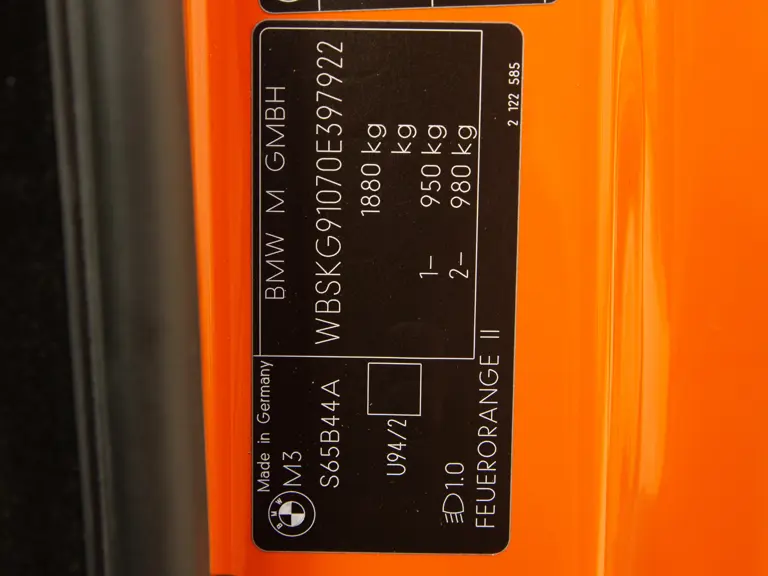 BMW M GMBH
WBSKG91070E397922
1880 kg
kg
1– 950 kg
2– 980 kg
Made in Germany
BMW
M3
S65B44A
U94/2
1.0
FEUERORANGE II
2 122 585